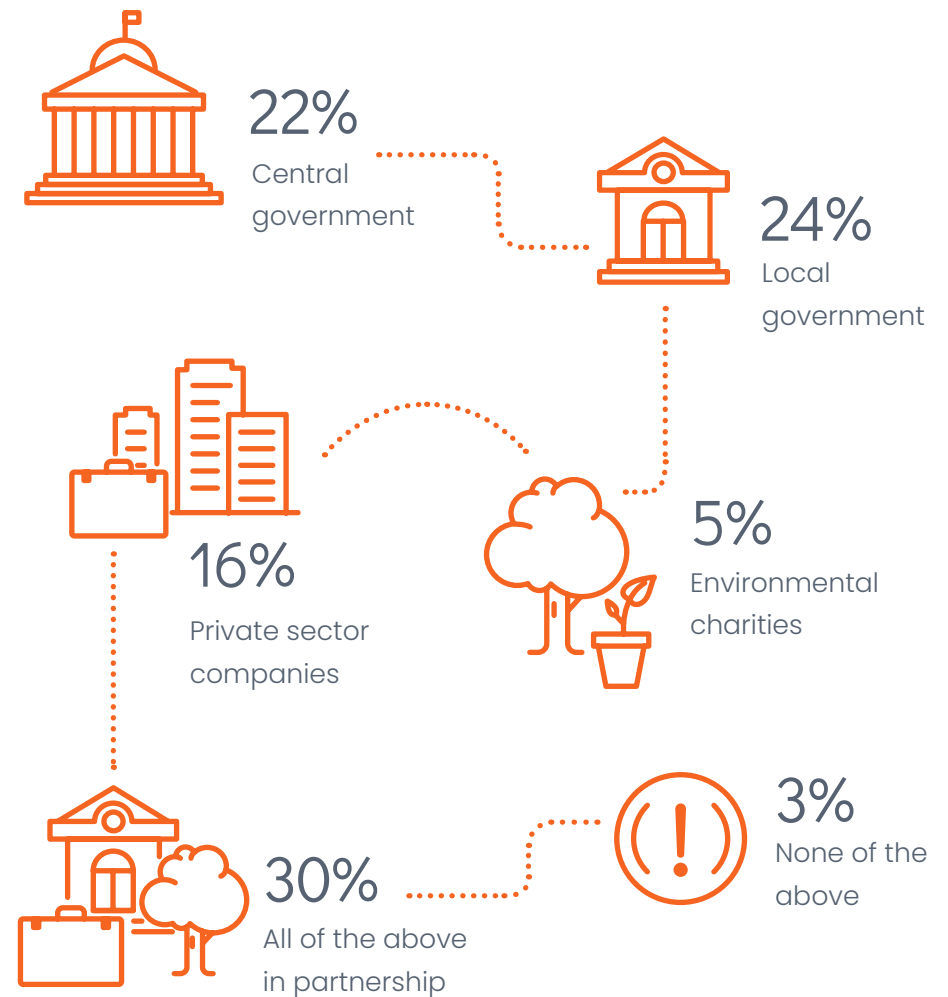 22%
Central
government
24%
Local
government
5%
Environmental
charities
16%
Private sector
companies
30%
All of the above
in partnership
3%
None of the
above